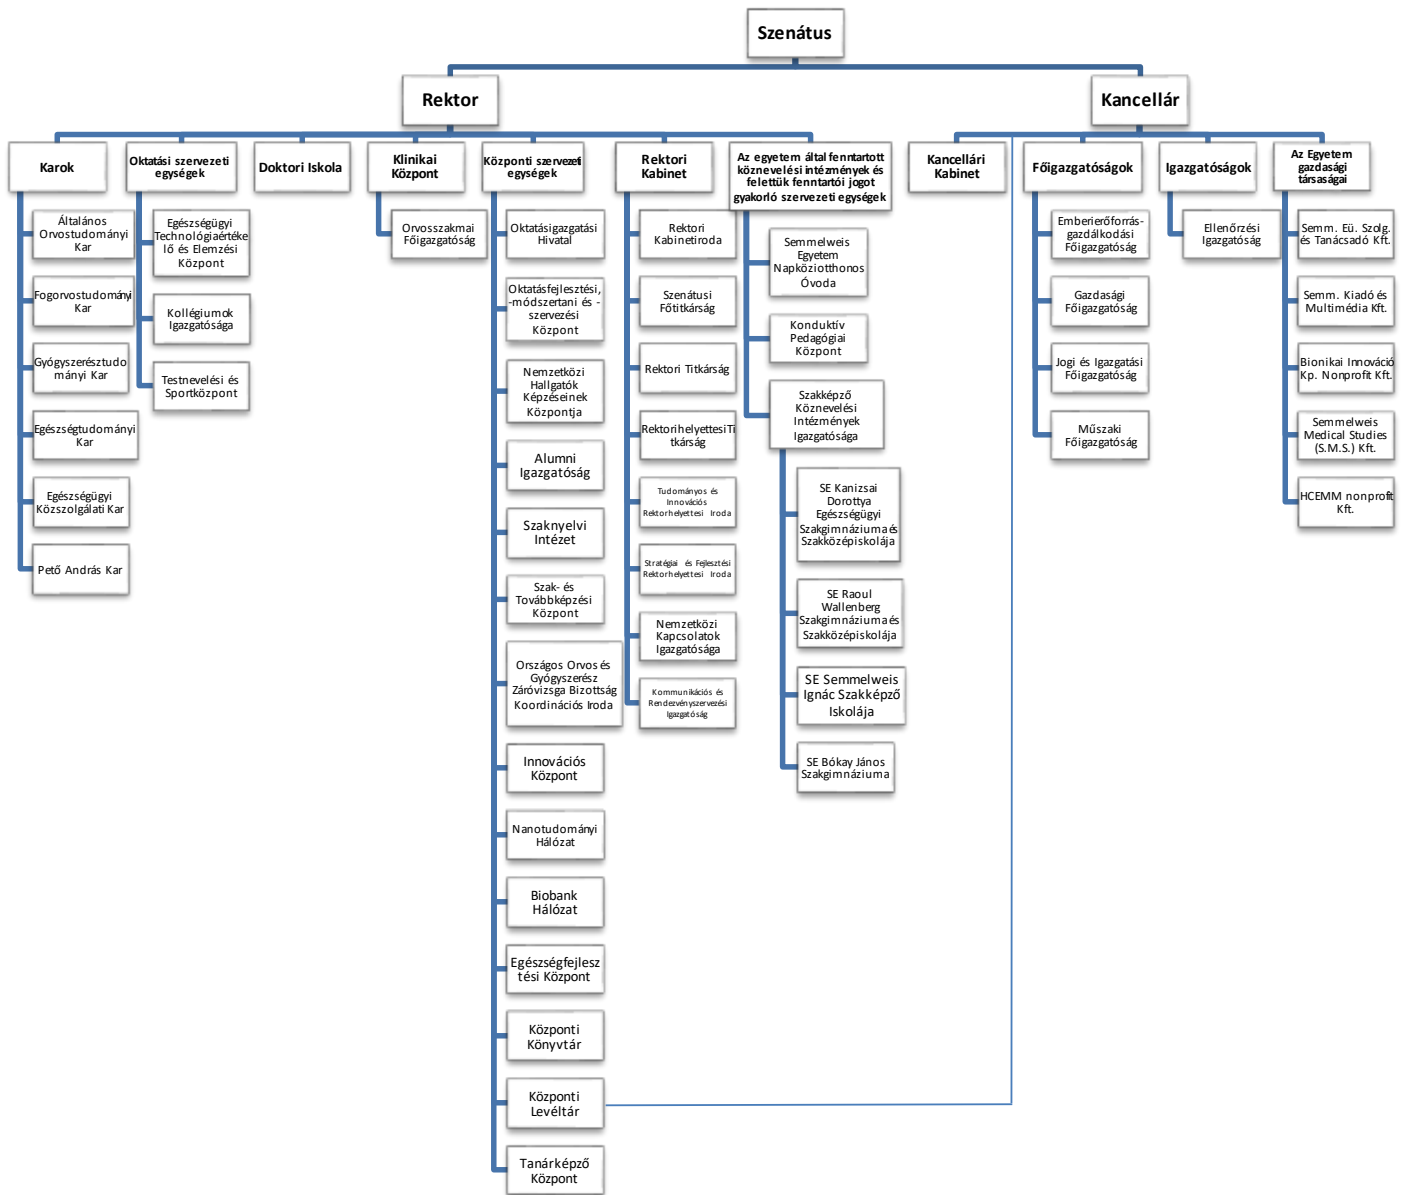 Szenátus
Rektor
Kancellár
Karok
Oktatási szervezeti
egységek
Doktori Iskola
Klinikai
Központ
Központi szervezeti
egységek
Rektori
Kabinet
Az egyetem által fenntartott
köznevelési intézmények és
felettük fenntartói jogot
gyakorló szervezeti egységek
Kancellári
Kabinet
Főigazgatóságok
Igazgatóságok
Az Egyetem
gazdasági
társaságai
Általános
Orvostudományi
Kar
Fogorvostudományi
Kar
Gyógyszerésztudo
mányi Kar
Egészségtudományi
Kar
Egészségügyi
Közszolgálati Kar
Pető András Kar
Egészségügyi
Technológiaértéke
lő és Elemzési
Központ
Kollégiumok
Igazgatósága
Testnevelési és
Sportközpont
Orvosszakmai
Főigazgatóság
Oktatásigazgatási
Hivatal
Oktatásfejlesztési,
-módszertani és -
szervezési
Központ
Nemzetközi
Hallgatók
Képzéseinek
Központja
Alumni
Igazgatóság
Szaknyelvi
Intézet
Szak- és
Továbbképzési
Központ
Országos Orvos és
Gyógyszerész
Záróvizsga Bizottság
Koordinációs Iroda
Innovációs
Központ
Nanotudományi
Hálózat
Biobank
Hálózat
Egészségfejlesz
tési Központ
Központi
Könyvtár
Központi
Levéltár
Tanárképző
Központ
Rektori
Kabinetiroda
Szenátusi
Főtitkárság
Rektori Titkárság
Rektorihelyettesi Ti
tkárság
Tudományos és
Innovációs
Rektorhelyettesi Iroda
Stratégiai és Fejlesztési
Rektorhelyettesi Iroda
Nemzetközi
Kapcsolatok
Igazgatósága
Kommunikációs és
Rendezvényszervezési
Igazgatóság
Semmelweis
Egyetem
Napköziotthonos
Óvoda
Konduktív
Pedagógiai
Központ
Szakképző
Köznevelési
Intézmények
Igazgatósága
SE Kanizsai
Dorottya
Egészségügyi
Szakgimnáziuma és
Szakközépiskolája
SE Raoul
Wallenberg
Szakgimnáziuma és
Szakközépiskolája
SE Semmelweis
Ignác Szakképző
Iskolája
SE Bókay János
Szakgimnáziuma
Emberierőforrás-
gazdálkodási
Főigazgatóság
Gazdasági
Főigazgatóság
Jogi és Igazgatási
Főigazgatóság
Műszaki
Főigazgatóság
Ellenőrzési
Igazgatóság
Semm. Eü. Szolg.
és Tanácsadó Kft.
Semm. Kiadó és
Multimédia Kft.
Bionikai Innováció
Kp. Nonprofit Kft.
Semmelweis
Medical Studies
(S.M.S.) Kft.
HCEMM nonprofit
Kft.